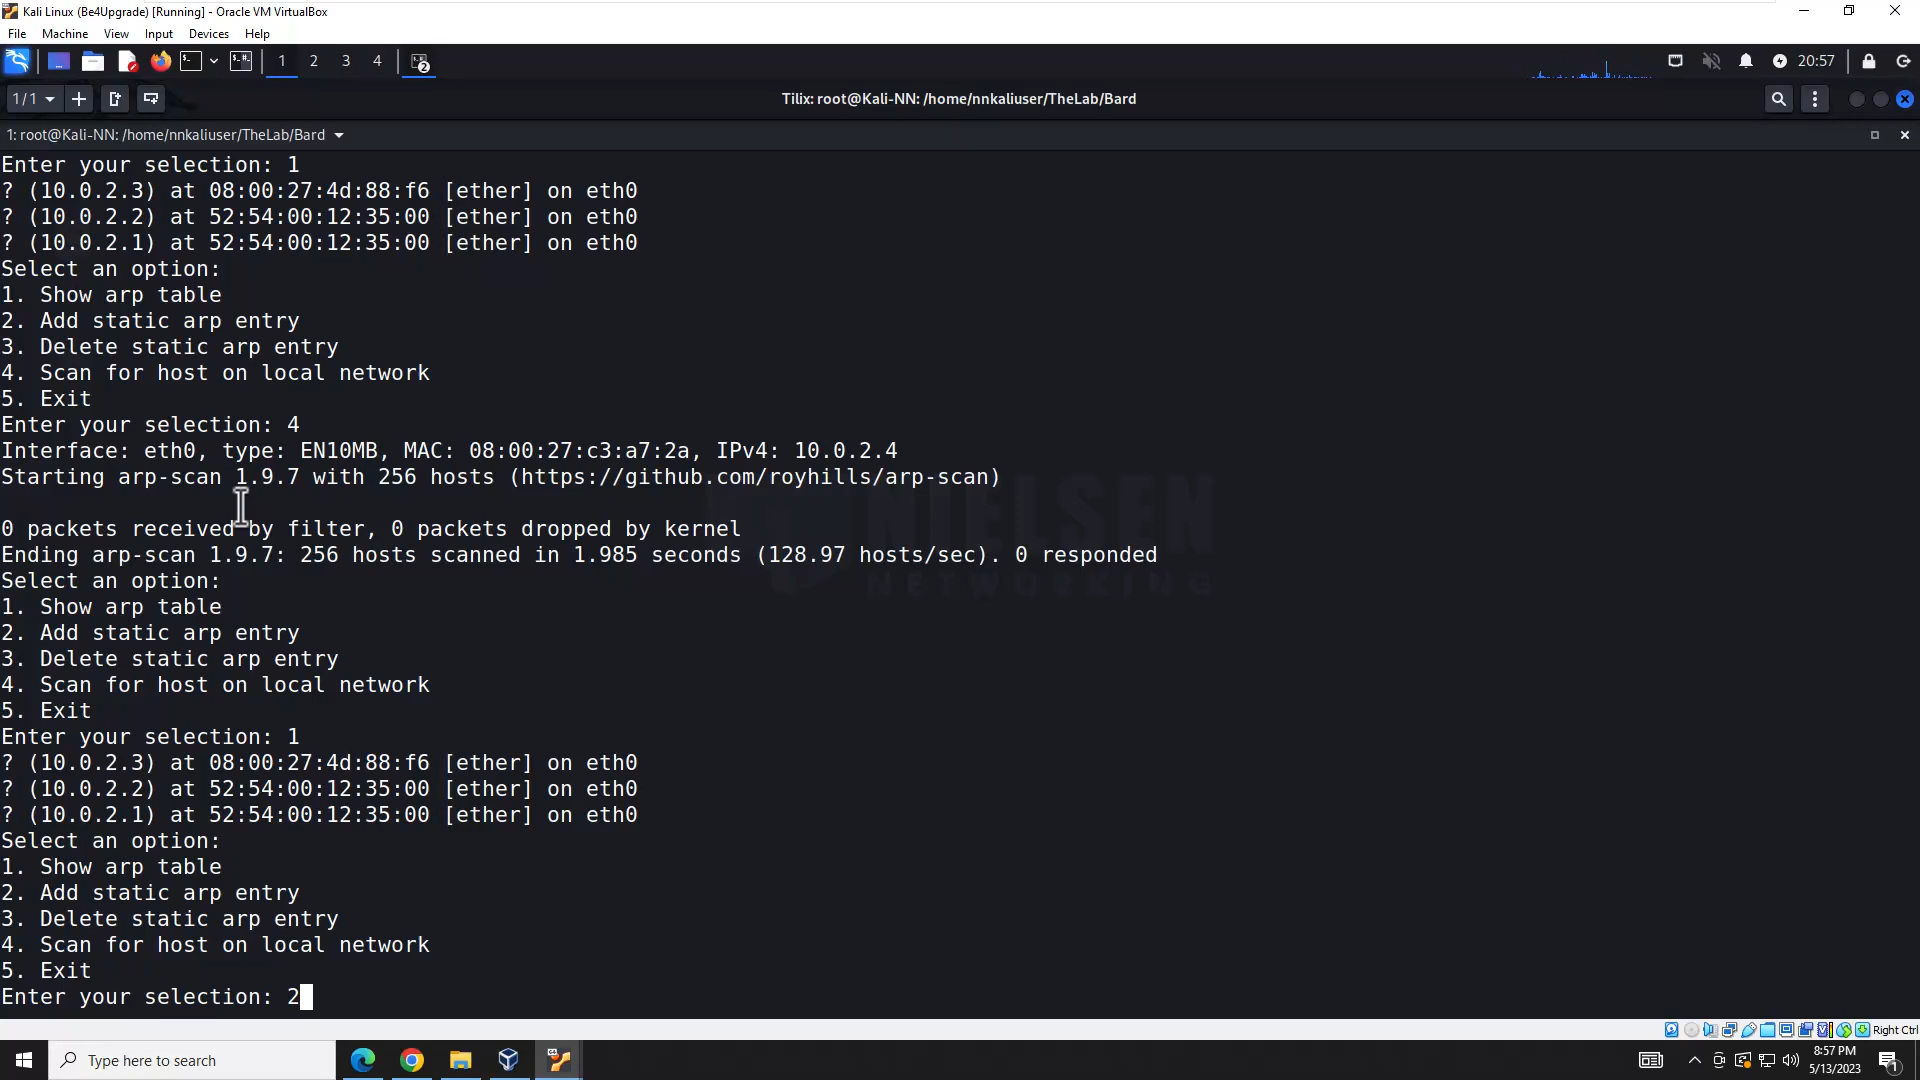 Kali Linux (Be4Upgrade) [Running] - Oracle VM VirtualBox
File Machine View Input Devices Help
1 2 3 4 2 20:57
1/1 Tilix: root@Kali-NN: /home/nnkaliuser/TheLab/Bard
1: root@Kali-NN: /home/nnkaliuser/TheLab/Bard
Enter your selection: 1
? (10.0.2.3) at 08:00:27:4d:88:f6 [ether] on eth0
? (10.0.2.2) at 52:54:00:12:35:00 [ether] on eth0
? (10.0.2.1) at 52:54:00:12:35:00 [ether] on eth0
Select an option:
1. Show arp table
2. Add static arp entry
3. Delete static arp entry
4. Scan for host on local network
5. Exit
Enter your selection: 4
Interface: eth0, type: EN10MB, MAC: 08:00:27:c3:a7:2a, IPv4: 10.0.2.4
Starting arp-scan 1.9.7 with 256 hosts (https://github.com/royhills/arp-scan)
NIELSEN
NETWORKING
0 packets received by filter, 0 packets dropped by kernel
Ending arp-scan 1.9.7: 256 hosts scanned in 1.985 seconds (128.97 hosts/sec). 0 responded
Select an option:
1. Show arp table
2. Add static arp entry
3. Delete static arp entry
4. Scan for host on local network
5. Exit
Enter your selection: 1
? (10.0.2.3) at 08:00:27:4d:88:f6 [ether] on eth0
? (10.0.2.2) at 52:54:00:12:35:00 [ether] on eth0
? (10.0.2.1) at 52:54:00:12:35:00 [ether] on eth0
Select an option:
1. Show arp table
2. Add static arp entry
3. Delete static arp entry
4. Scan for host on local network
5. Exit
Enter your selection: 2
Right Ctrl
Type here to search
8:57 PM
5/13/2023
1